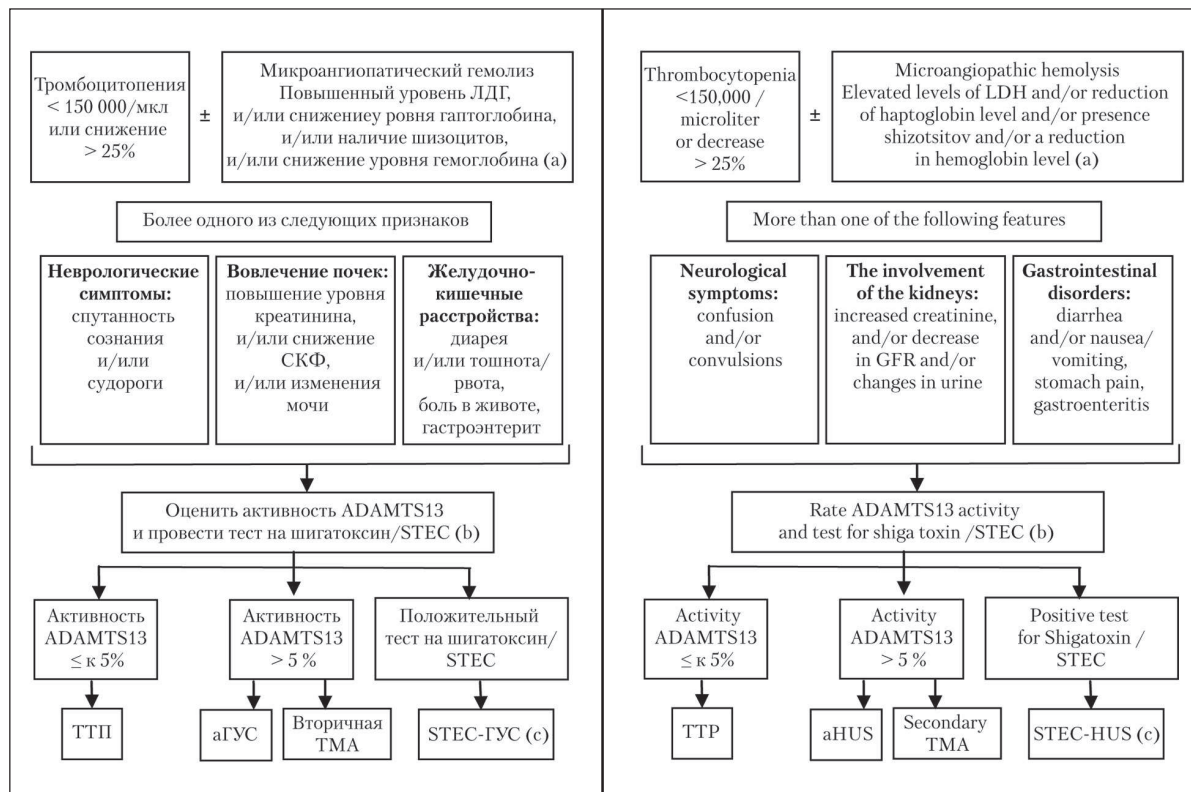 Тромбоцитопения
< 150 000/мкл
или снижение
> 25%
±
Микроангиопатический гемолиз
Повышенный уровень ЛДГ,
и/или снижениеу ровня гаптоглобина,
и/или наличие шизоцитов,
и/или снижение уровня гемоглобина (a)
Более одного из следующих признаков
Неврологические
симптомы:
спутанность
сознания
и/или
судороги
Вовлечение почек:
повышение уровня
креатинина,
и/или снижение
СКФ,
и/или изменения
мочи
Желудочно-
кишечные
расстройства:
диарея
и/или тошнота/
рвота,
боль в животе,
гастроэнтерит
Оценить активность ADAMTS13
и провести тест на шигатоксин/STEC (b)
Активность
ADAMTS13
≤ к 5%
Активность
ADAMTS13
> 5 %
Положительный
тест на шигатоксин/
STEC
ТТП
аГУС
Вторичная
ТМА
STEC-ГУС (c)
Thrombocytopenia
<150,000 /
microliter
or decrease
> 25%
±
Microangiopathic hemolysis
Elevated levels of LDH and/or reduction
of haptoglobin level and/or presence
shizotsitov and/or a reduction
in hemoglobin level (a)
More than one of the following features
Neurological
symptoms:
confusion
and/or
convulsions
The involvement
of the kidneys:
increased creatinine,
and/or decrease
in GFR and/or
changes in urine
Gastrointestinal
disorders:
diarrhea
and/or nausea/
vomiting,
stomach pain,
gastroenteritis
Rate ADAMTS13 activity
and test for shiga toxin /STEC (b)
Activity
ADAMTS13
≤ к 5%
Activity
ADAMTS13
> 5 %
Positive test
for Shigatoxin /
STEC
TTP
aHUS
Secondary
TMA
STEC-HUS (c)